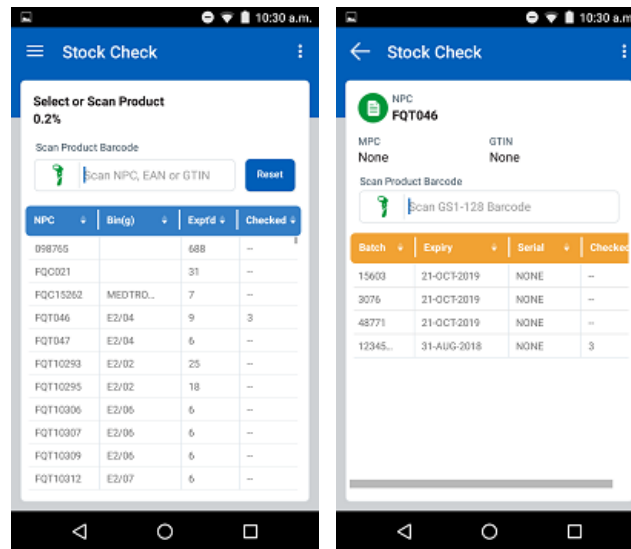 10:30 a.m.
Stock Check
Select or Scan Product
0.2%
Scan Product Barcode
Scan NPC, EAN or GTIN Reset
NPC Bin(g) Expt'd Checked
098765 688 --
FQC021 31 --
FQC15262 MEDTRO... 7 --
FQT046 E2/04 9 3
FQT047 E2/04 6 --
FQT10293 E2/02 25 --
FQT10295 E2/02 18 --
FQT10306 E2/06 6 --
FQT10307 E2/06 6 --
FQT10309 E2/06 6 --
FQT10312 E2/07 6 --
10:30 a.m
Stock Check
NPC
FQT046
MPC GTIN
None None
Scan Product Barcode
Scan GS1-128 Barcode
Batch Expiry Serial Checked
15603 21-OCT-2019 NONE --
3076 21-OCT-2019 NONE --
48771 21-OCT-2019 NONE --
12345... 31-AUG-2018 NONE 3